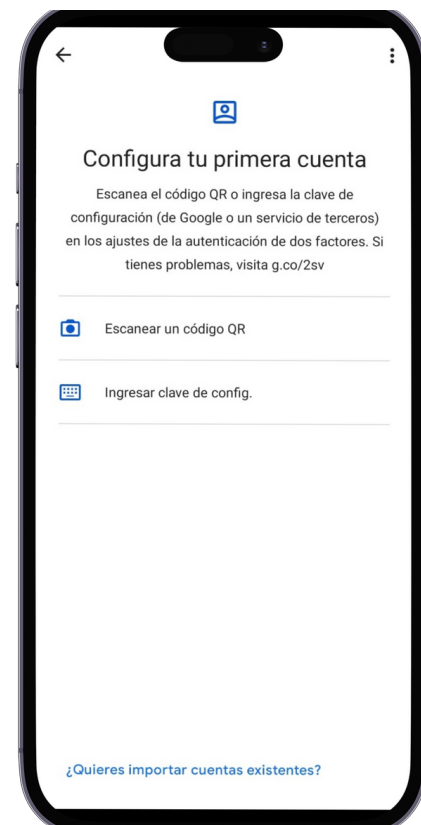 Configura tu primera cuenta
Escanea el código QR o ingresa la clave de
configuración (de Google o un servicio de terceros)
en los ajustes de la autenticación de dos factores. Si
tienes problemas, visita g.co/2sv
Escanear un código QR
Ingresar clave de config.
¿Quieres importar cuentas existentes?